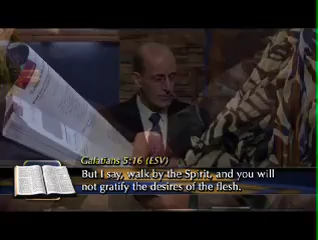 Galatians 5:16 (ESV)
But I say, walk by the Spirit, and you will
not gratify the desires of the flesh.